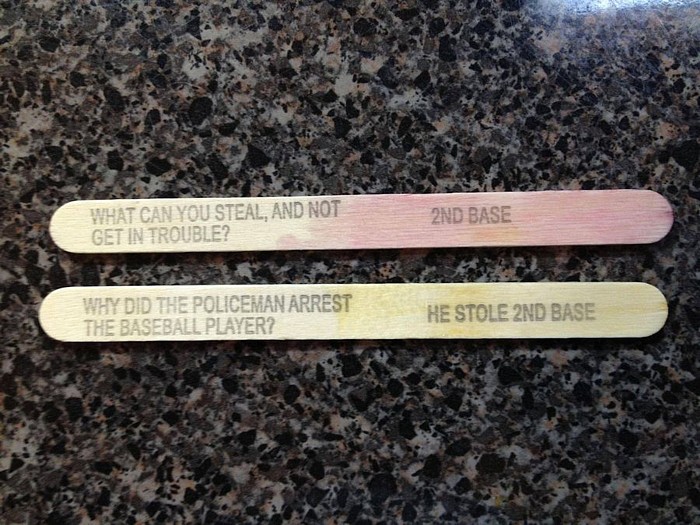 WHAT CAN YOU STEAL, AND NOT
GET IN TROUBLE?
2ND BASE
WHY DID THE POLICEMAN ARREST
THE BASEBALL PLAYER?
HE STOLE 2ND BASE